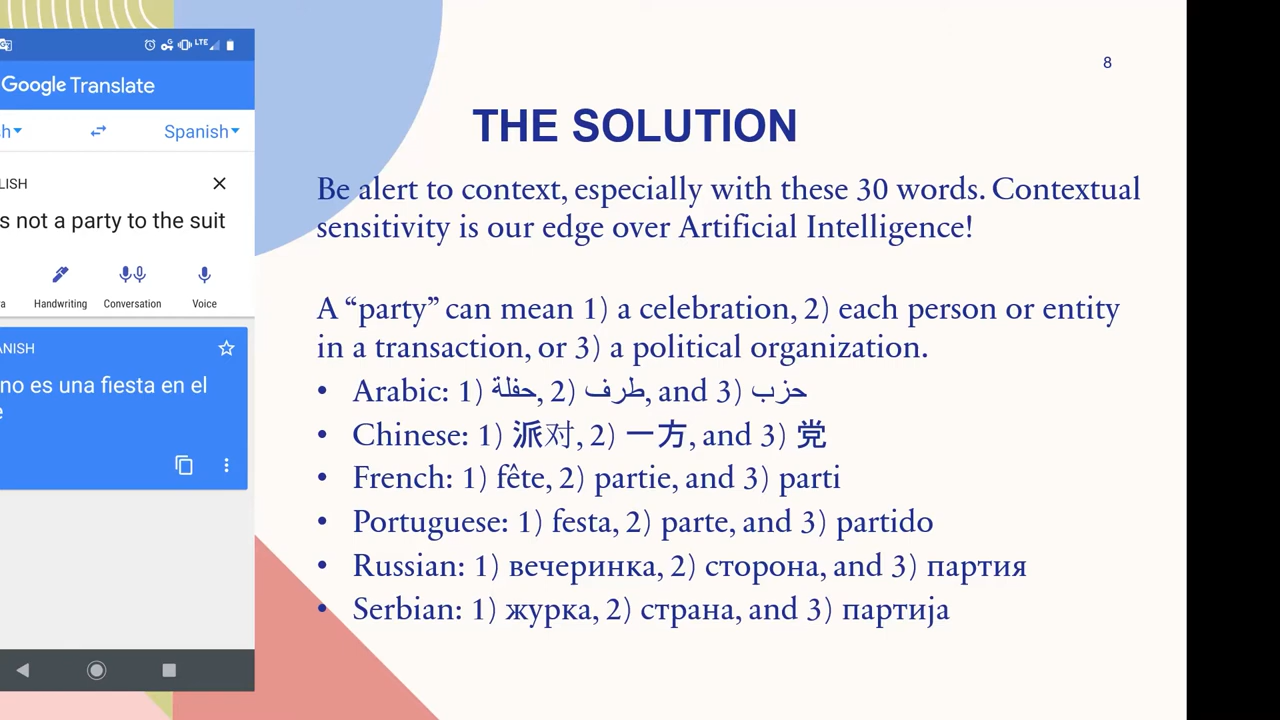 LTE
Google Translate
h
Spanish
LISH
s not a party to the suit
a
Handwriting
Conversation
Voice
ANISH
no es una fiesta en el
e
8
THE SOLUTION
Be alert to context, especially with these 30 words. Contextual
sensitivity is our edge over Artificial Intelligence!
A “party” can mean 1) a celebration, 2) each person or entity
in a transaction, or 3) a political organization.
• Arabic: 1) حفلة, 2) طرف, and 3) حزب
• Chinese: 1) 派对, 2) 一方, and 3) 党
• French: 1) fête, 2) partie, and 3) parti
• Portuguese: 1) festa, 2) parte, and 3) partido
• Russian: 1) вечеринка, 2) сторона, and 3) партия
• Serbian: 1) журка, 2) страна, and 3) партија